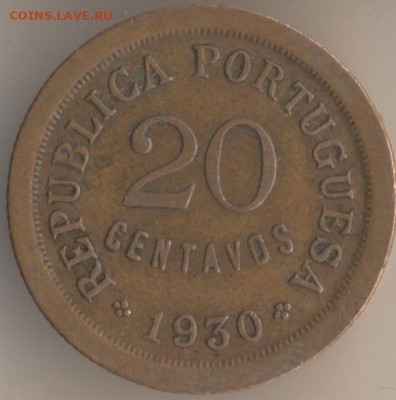 COINS.LAVE.RU
REPUBLICA PORTUGUESA
20
CENTAVOS
1930